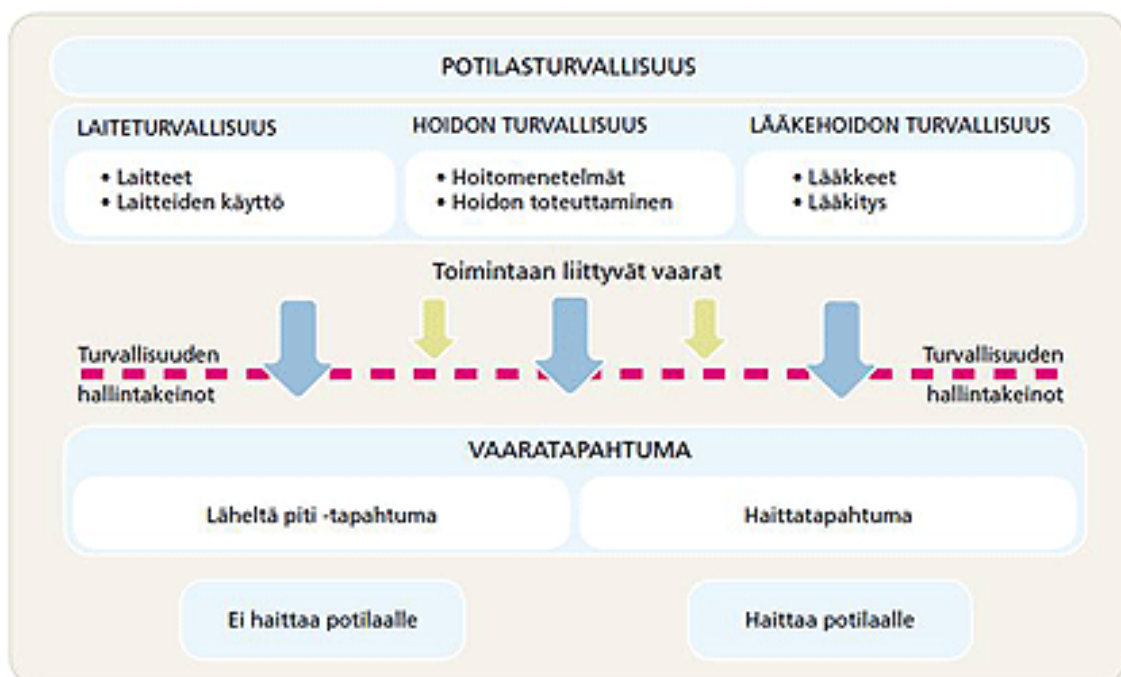 POTILASTURVALLISUUS
LAITETURVALLISUUS
• Laitteet
• Laitteiden käyttö
HOIDON TURVALLISUUS
• Hoitomenetelmät
• Hoidon toteuttaminen
LÄÄKEHOIDON TURVALLISUUS
• Lääkkeet
• Lääkitys
Toimintaan liittyvät vaarat
Turvallisuuden
hallintakeinot
Turvallisuuden
hallintakeinot
VAARATAPAHTUMA
Läheltä piti -tapahtuma
Haittatapahtuma
Ei haittaa potilaalle
Haittaa potilaalle